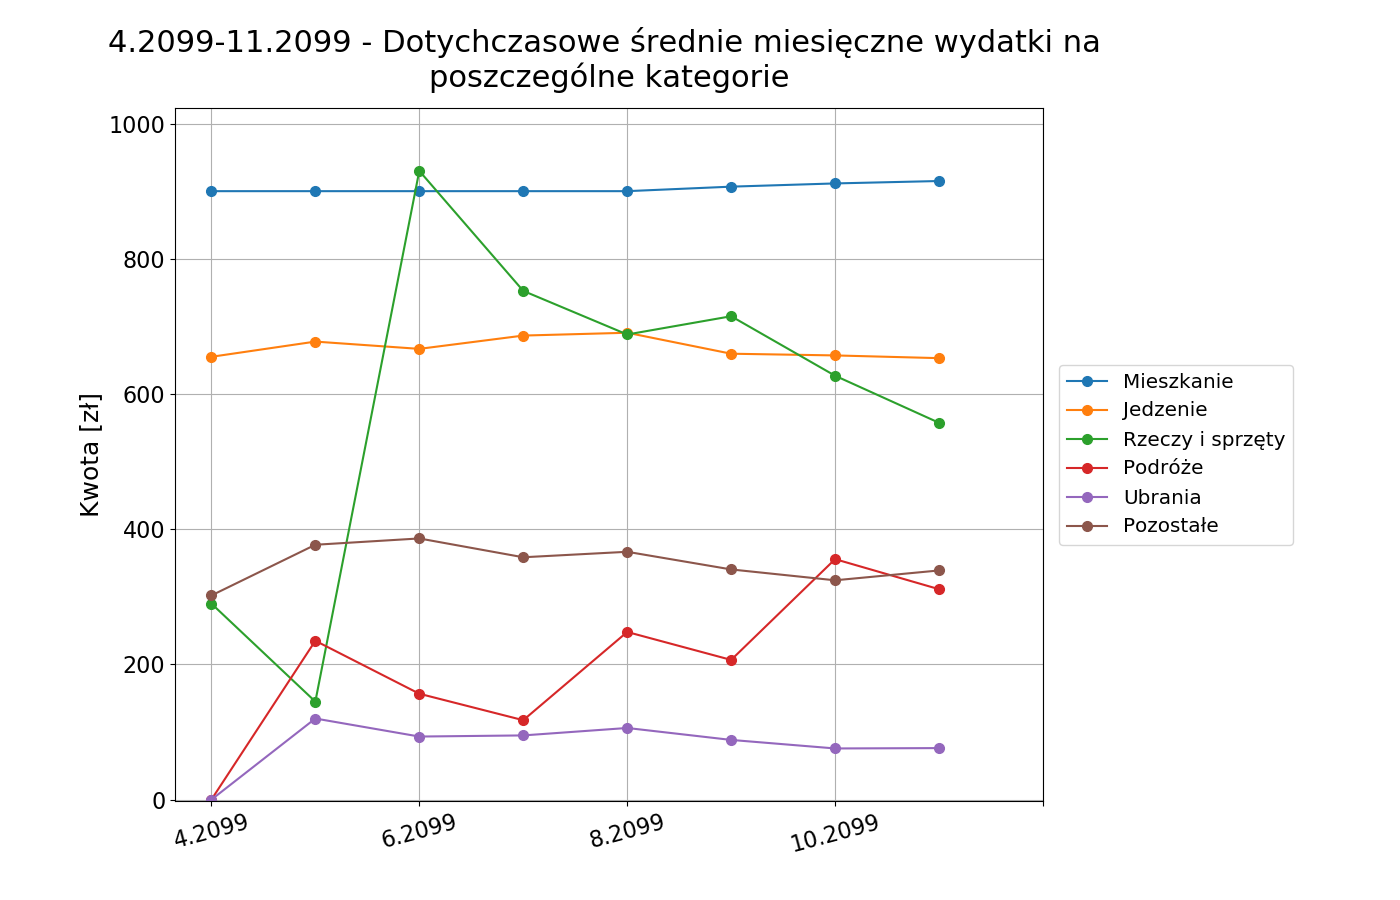 4.2099-11.2099 - Dotychczasowe średnie miesięczne wydatki na
poszczególne kategorie
Kwota [zł]
1000
800
600
400
200
0
4.2099
6.2099
8.2099
10.2099
Mieszkanie
Jedzenie
Rzeczy i sprzęty
Podróże
Ubrania
Pozostałe